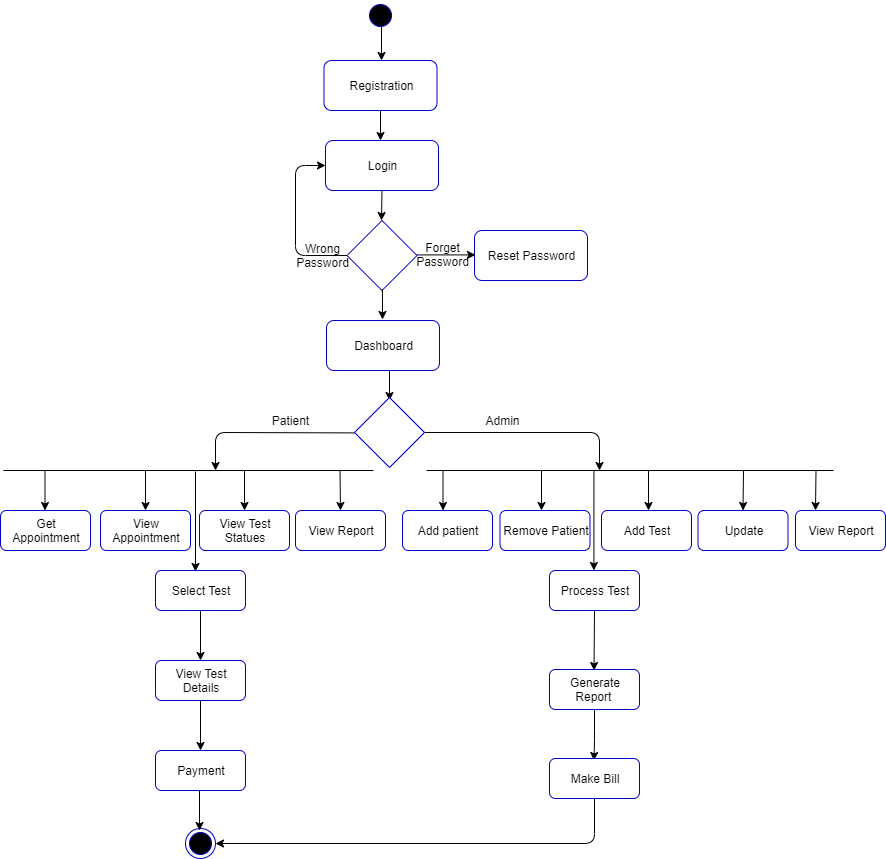 Registration
Login
Wrong
Password
Forget
Password
Reset Password
Dashboard
Patient
Admin
Get
Appointment
View
Appointment
View Test
Statues
View Report
Add patient
Remove Patient
Add Test
Update
View Report
Select Test
Process Test
View Test
Details
Generate
Report
Payment
Make Bill